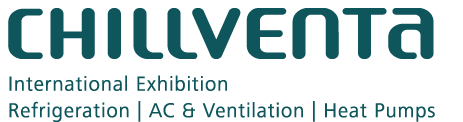 CHILLVENTA
International Exhibition
Refrigeration | AC & Ventilation | Heat Pumps